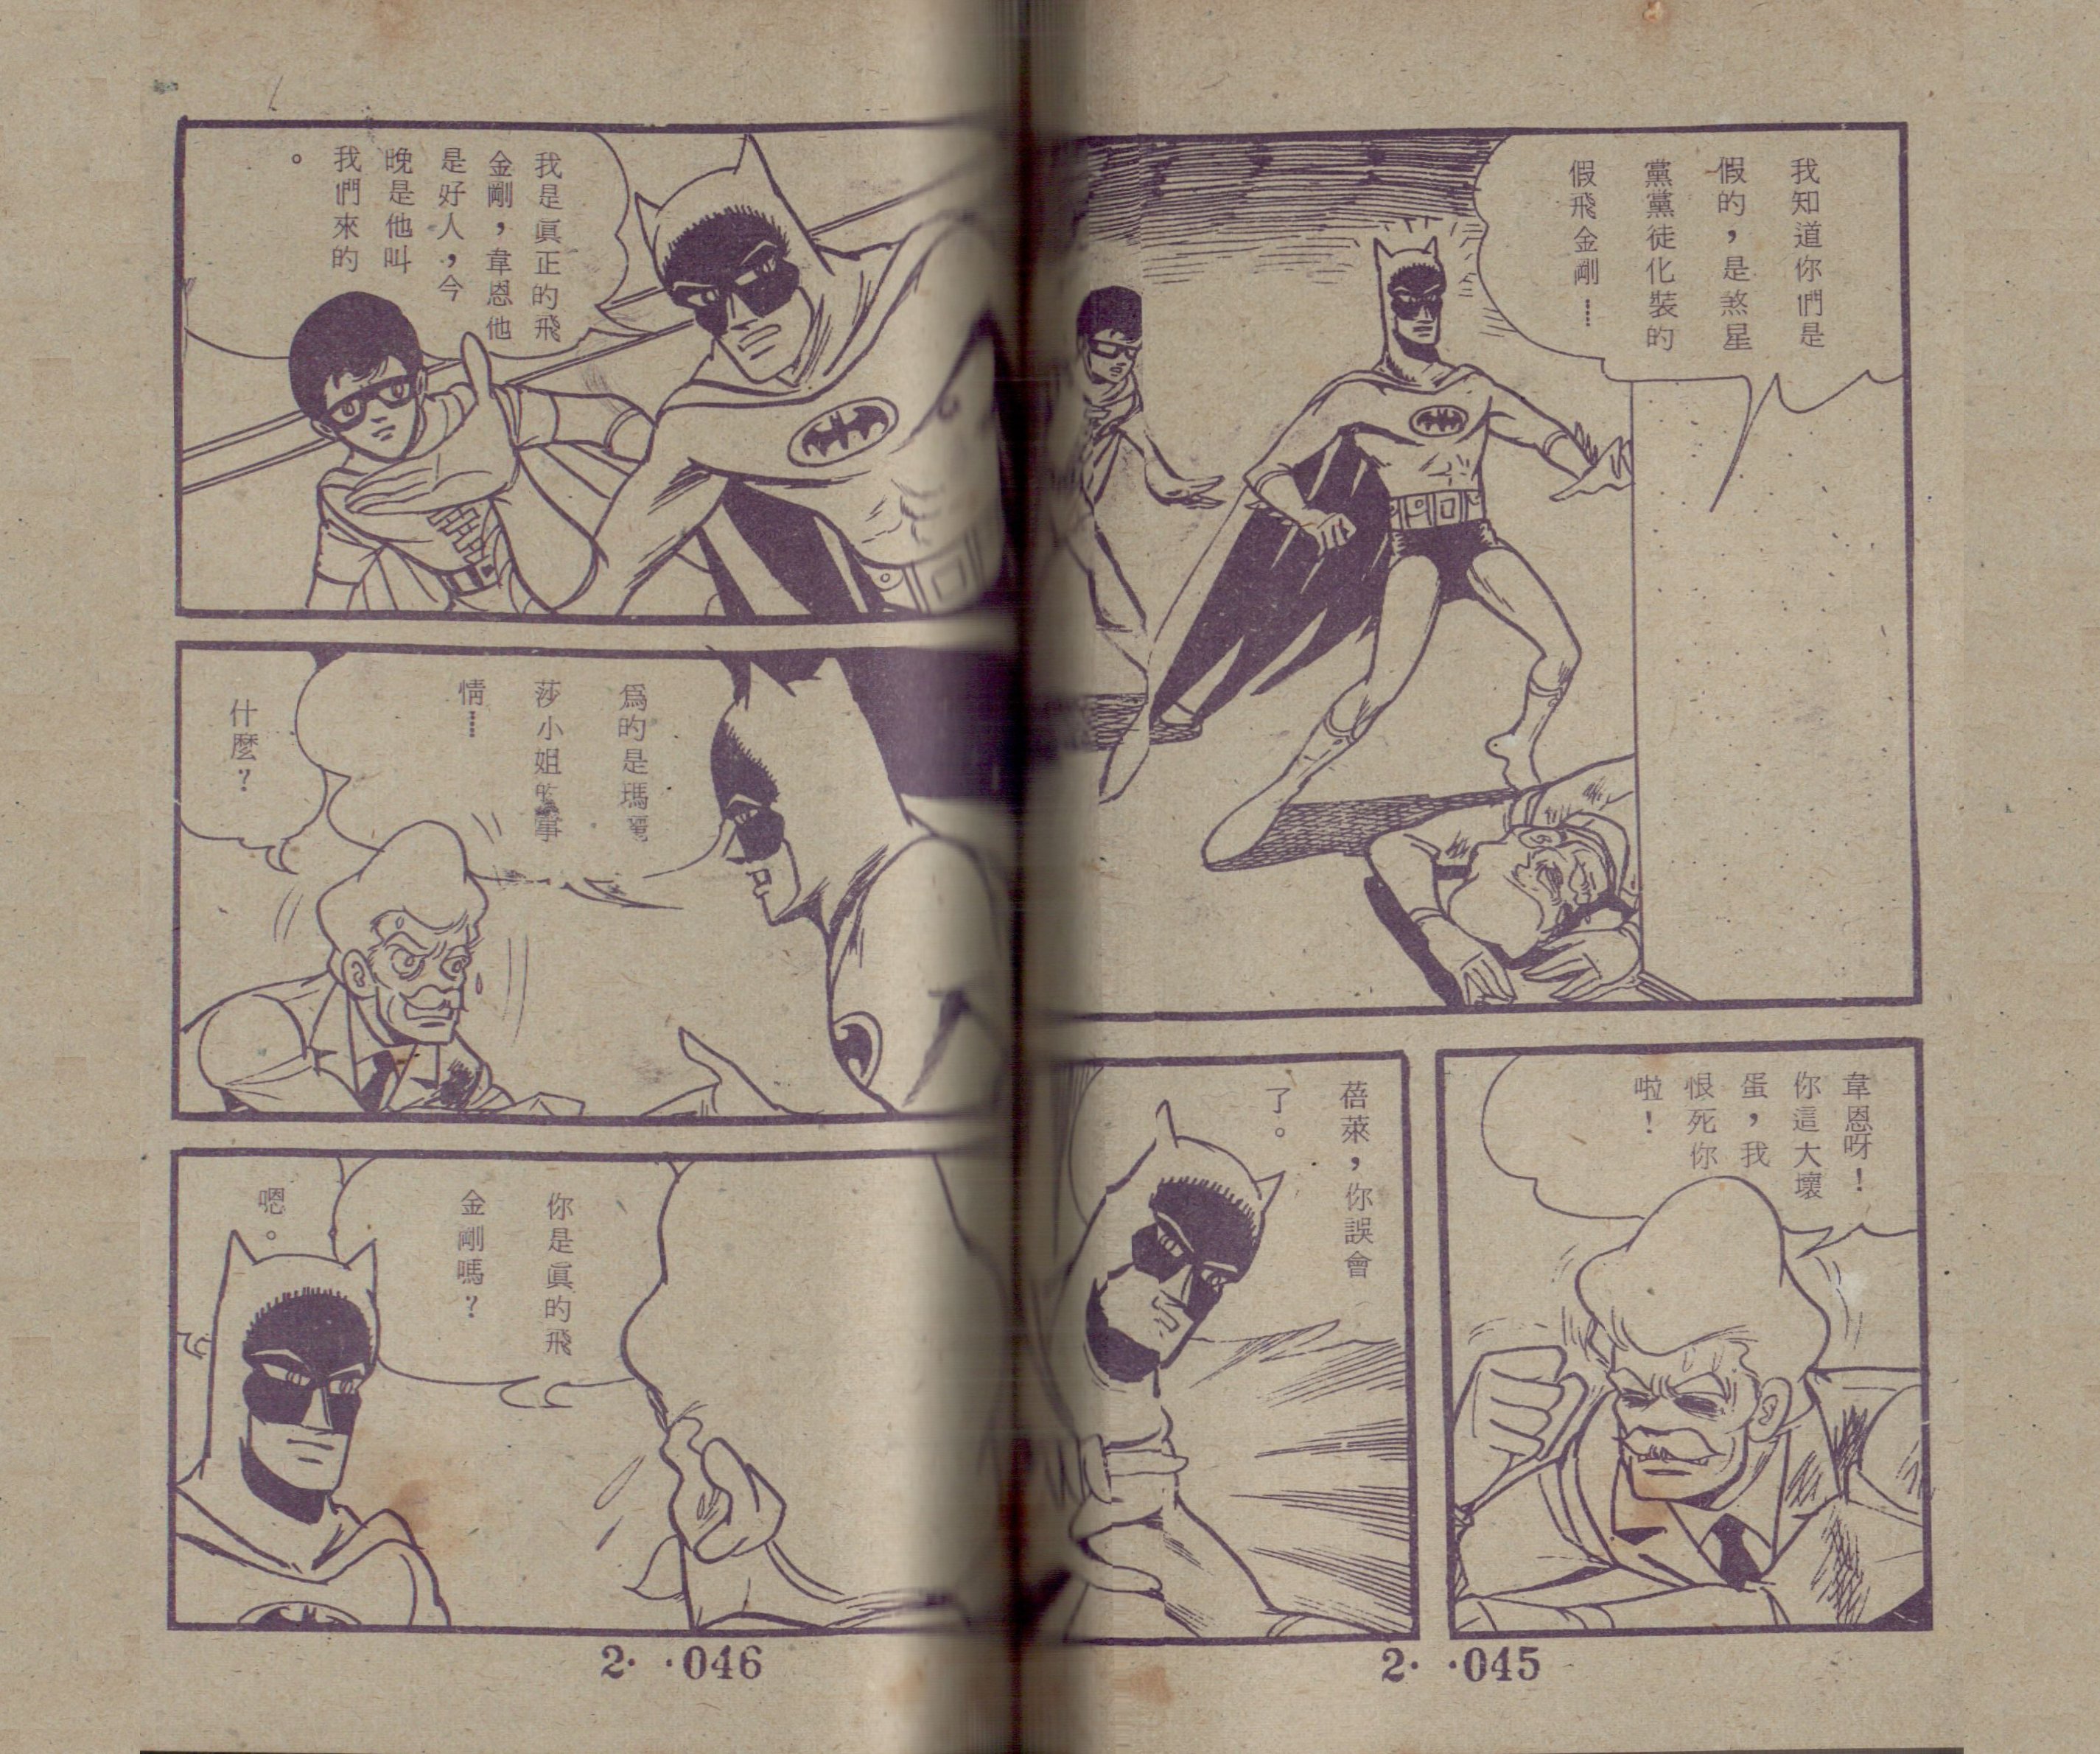 我知道你們是
假的，是煞星
黨黨徒化裝的
假飛金剛……
韋恩呀！
你這大壞
蛋，我
恨死你
啦！
蓓萊，你誤會
了。
2··045
我是眞正的飛
金剛，韋恩他
是好人，今
晚是他叫
我們來的
。
爲的是瑪麗
莎小姐的事
情……
什麼？
你是眞的飛
金剛嗎？
嗯。
2··046